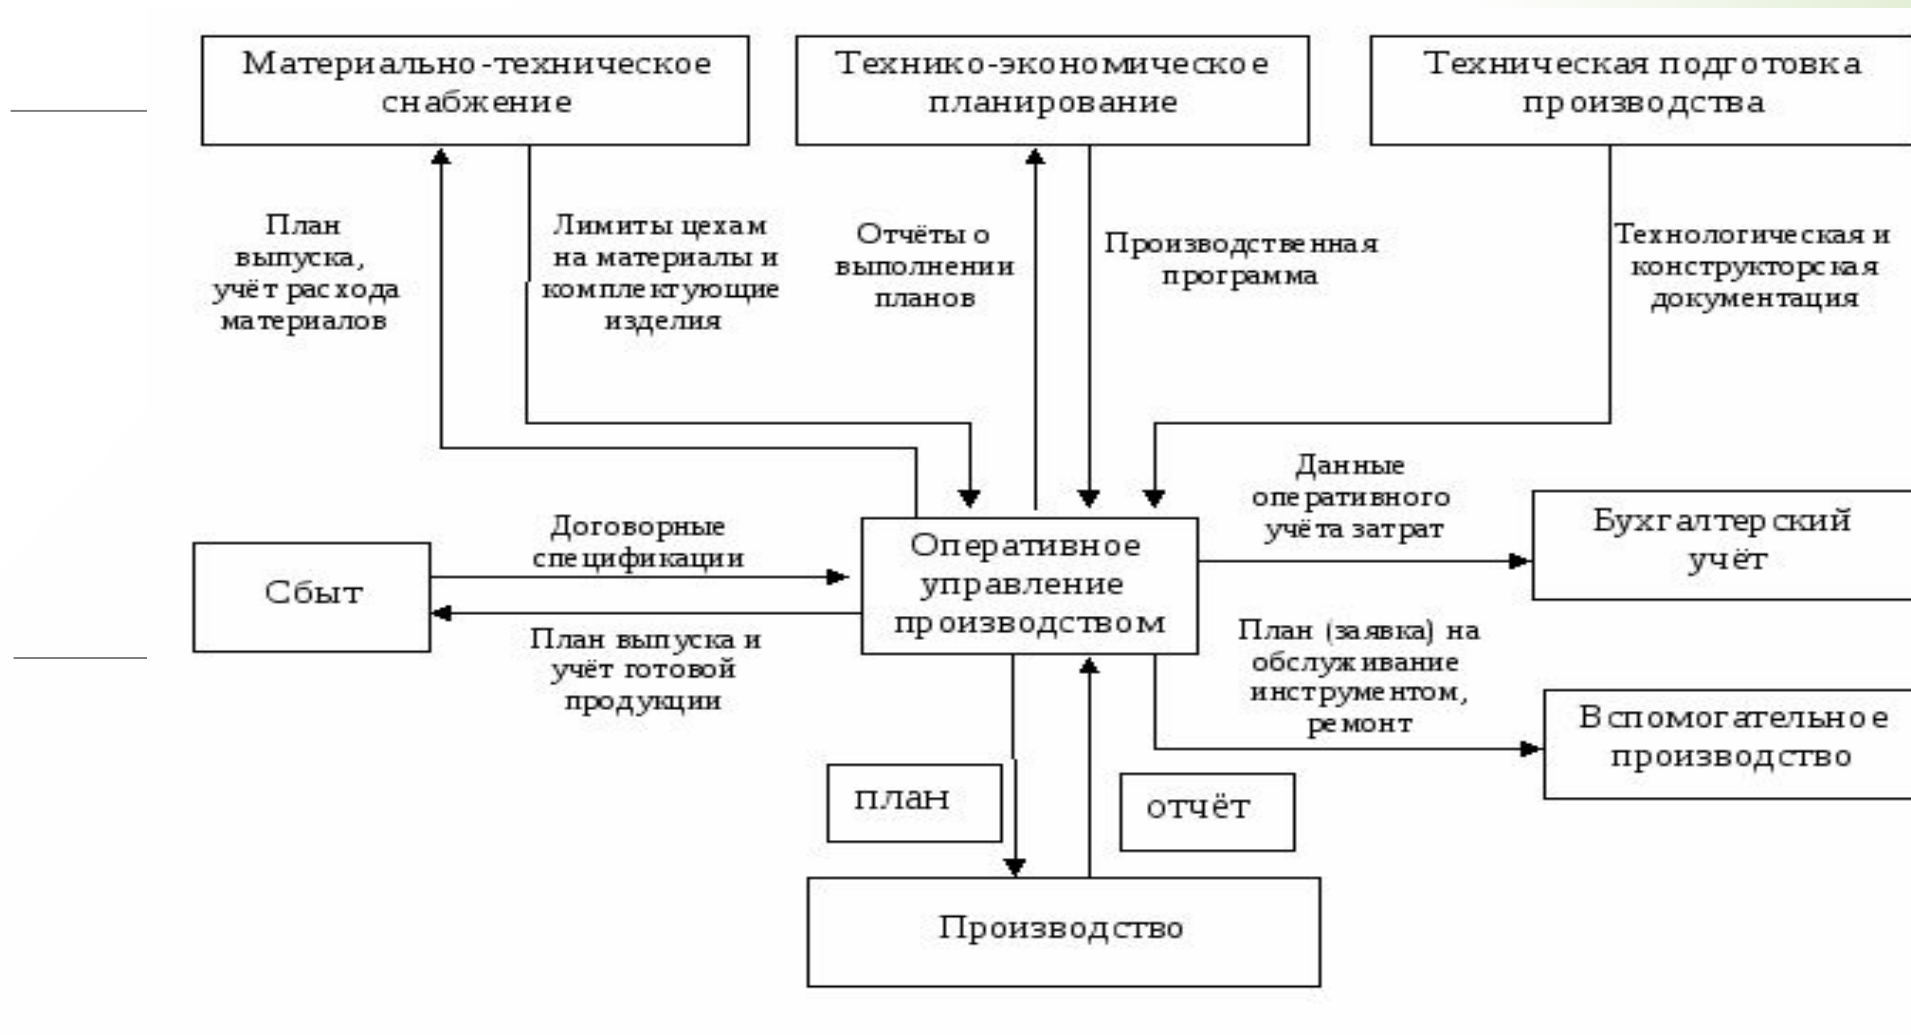 Материально-техническое
снабжение
Технико-экономическое
планирование
Техническая подготовка
производства
План
выпуска,
учёт расхода
материалов
Лимиты цехам
на материалы и
комплектующие
изделия
Отчёты о
выполнении
планов
Производственная
программа
Технологическая и
конструкторская
документация
Данные
оперативного
учёта затрат
Договорные
спецификации
Сбыт
Оперативное
управление
производством
Бухгалтерский
учёт
План выпуска и
учёт готовой
продукции
План (заявка) на
обслуживание
инструментом,
ремонт
Вспомогательное
производство
план
отчёт
Производство